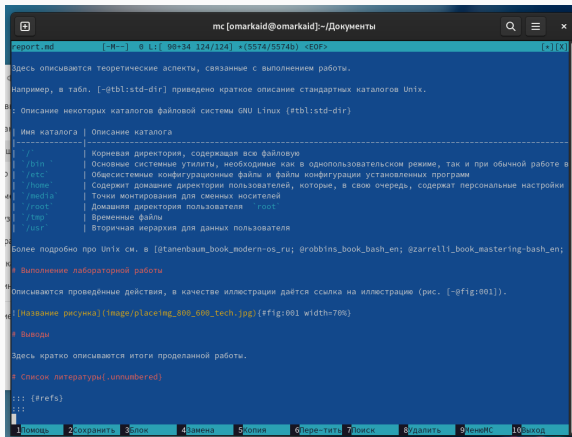 mc [omarkaid@omarkaid]:~/Документы
report.md [-M--] 0 L:[ 90+34 124/124] *(5574/5574b) <EOF> [*][X]
Здесь описываются теоретические аспекты, связанные с выполнением работы.
Например, в табл. [-@tbl:std-dir] приведено краткое описание стандартных каталогов Unix.
: Описание некоторых каталогов файловой системы GNU Linux {#tbl:std-dir}
| Имя каталога | Описание каталога
| `/` | Корневая директория, содержащая всю файловую
| `/bin ` | Основные системные утилиты, необходимые как в однопользовательском режиме, так и при обычной работе в
| `/etc` | Общесистемные конфигурационные файлы и файлы конфигурации установленных программ
| `/home` | Содержит домашние директории пользователей, которые, в свою очередь, содержат персональные настройки
| `/media` | Точки монтирования для сменных носителей
| `/root` | Домашняя директория пользователя `root`
| `/tmp` | Временные файлы
| `/usr` | Вторичная иерархия для данных пользователя
Более подробно про Unix см. в [@tanenbaum_book_modern-os_ru; @robbins_book_bash_en; @zarrelli_book_mastering-bash_en;
# Выполнение лабораторной работы
Описываются проведённые действия, в качестве иллюстрации даётся ссылка на иллюстрацию (рис. [-@fig:001]).
![Название рисунка](image/placeimg_800_600_tech.jpg){#fig:001 width=70%}
# Выводы
Здесь кратко описываются итоги проделанной работы.
# Список литературы{.unnumbered}
::: {#refs}
:::
1Помощь 2Сохранить 3Блок 4Замена 5Копия 6Пере~тить 7Поиск 8Удалить 9МенюMC 10Выход